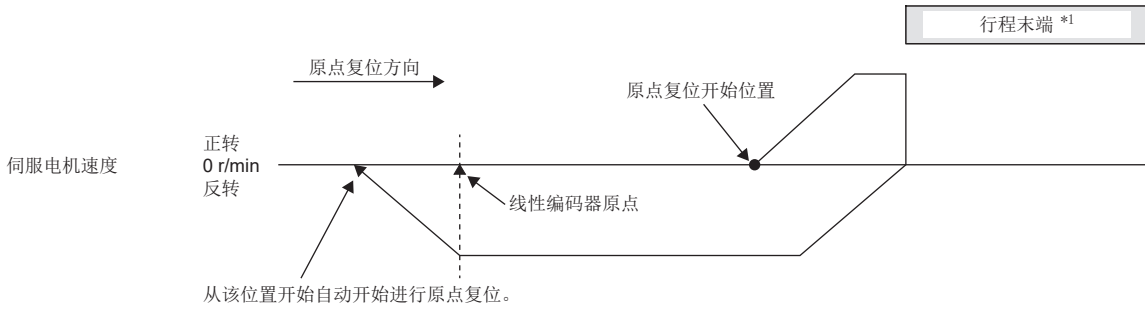 行程末端 *1
原点复位方向
原点复位开始位置
伺服电机速度
正转
0 r/min
反转
线性编码器原点
从该位置开始自动开始进行原点复位。